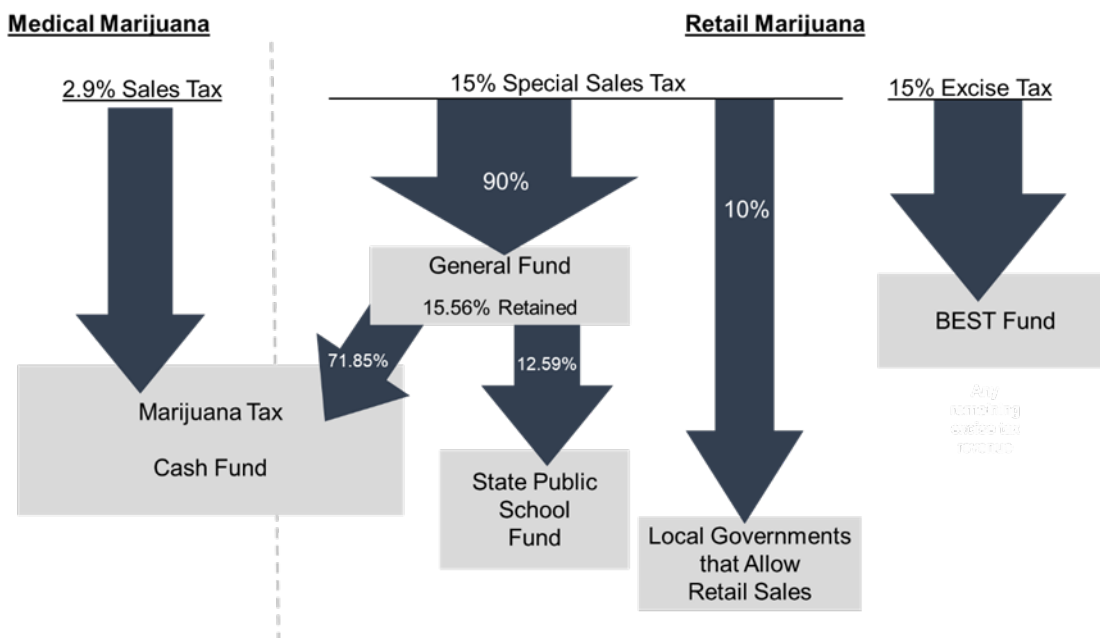 Medical Marijuana
Retail Marijuana
2.9% Sales Tax
15% Special Sales Tax
15% Excise Tax
90%
10%
General Fund
15.56% Retained
BEST Fund
71.85%
12.59%
Marijuana Tax
Cash Fund
State Public
School
Fund
Local Governments
that Allow
Retail Sales
Any